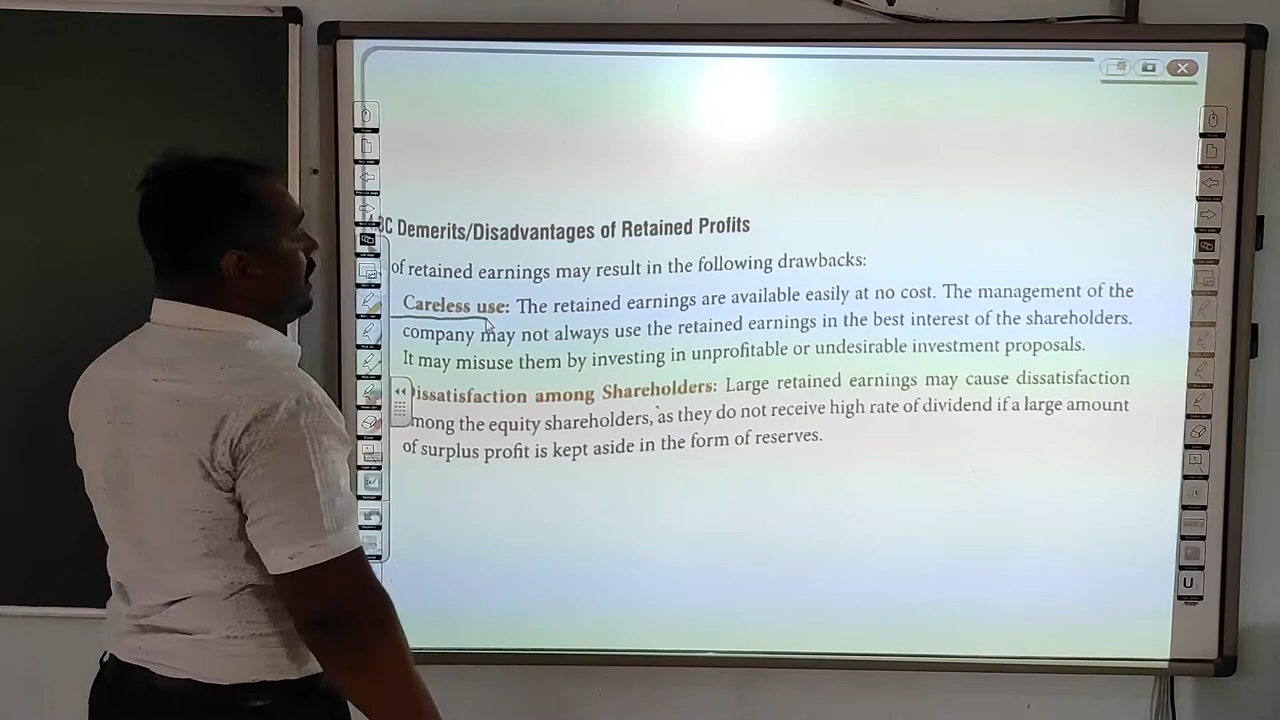 3C Demerits/Disadvantages of Retained Profits
of retained earnings may result in the following drawbacks:
Careless use: The retained earnings are available easily at no cost. The management of the
company may not always use the retained earnings in the best interest of the shareholders.
It may misuse them by investing in unprofitable or undesirable investment proposals.
issatisfaction among Shareholders: Large retained earnings may cause dissatisfaction
mong the equity shareholders, as they do not receive high rate of dividend if a large amount
of surplus profit is kept aside in the form of reserves.
U